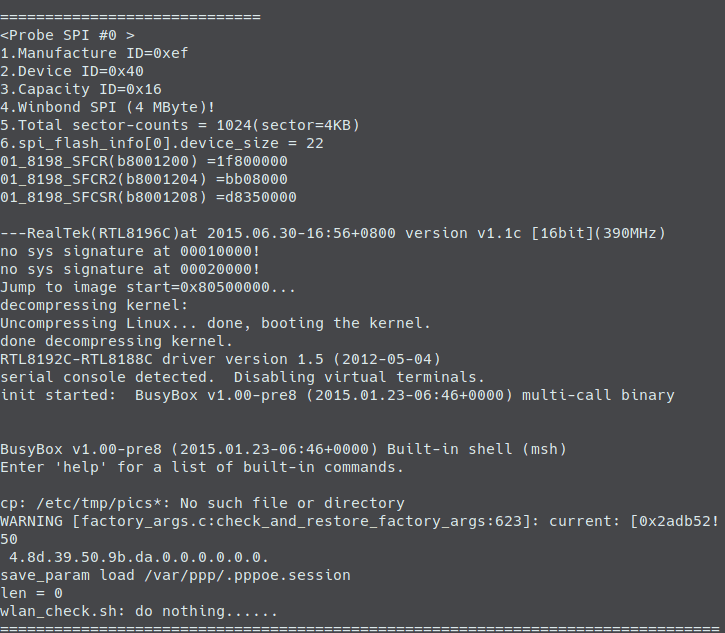 =============================
<Probe SPI #0 >
1.Manufacture ID=0xef
2.Device ID=0x40
3.Capacity ID=0x16
4.Winbond SPI (4 MByte)!
5.Total sector-counts = 1024(sector=4KB)
6.spi_flash_info[0].device_size = 22
01_8198_SFCR(b8001200) =1f800000
01_8198_SFCR2(b8001204) =bb08000
01_8198_SFCSR(b8001208) =d8350000
---RealTek(RTL8196C)at 2015.06.30-16:56+0800 version v1.1c [16bit](390MHz)
no sys signature at 00010000!
no sys signature at 00020000!
Jump to image start=0x80500000...
decompressing kernel:
Uncompressing Linux... done, booting the kernel.
done decompressing kernel.
RTL8192C-RTL8188C driver version 1.5 (2012-05-04)
serial console detected.  Disabling virtual terminals.
init started:  BusyBox v1.00-pre8 (2015.01.23-06:46+0000) multi-call binary
BusyBox v1.00-pre8 (2015.01.23-06:46+0000) Built-in shell (msh)
Enter 'help' for a list of built-in commands.
cp: /etc/tmp/pics*: No such file or directory
WARNING [factory_args.c:check_and_restore_factory_args:623]: current: [0x2adb52!
50
 4.8d.39.50.9b.da.0.0.0.0.0.0.
save_param load /var/ppp/.pppoe.session
len = 0
wlan_check.sh: do nothing......
================================================================================